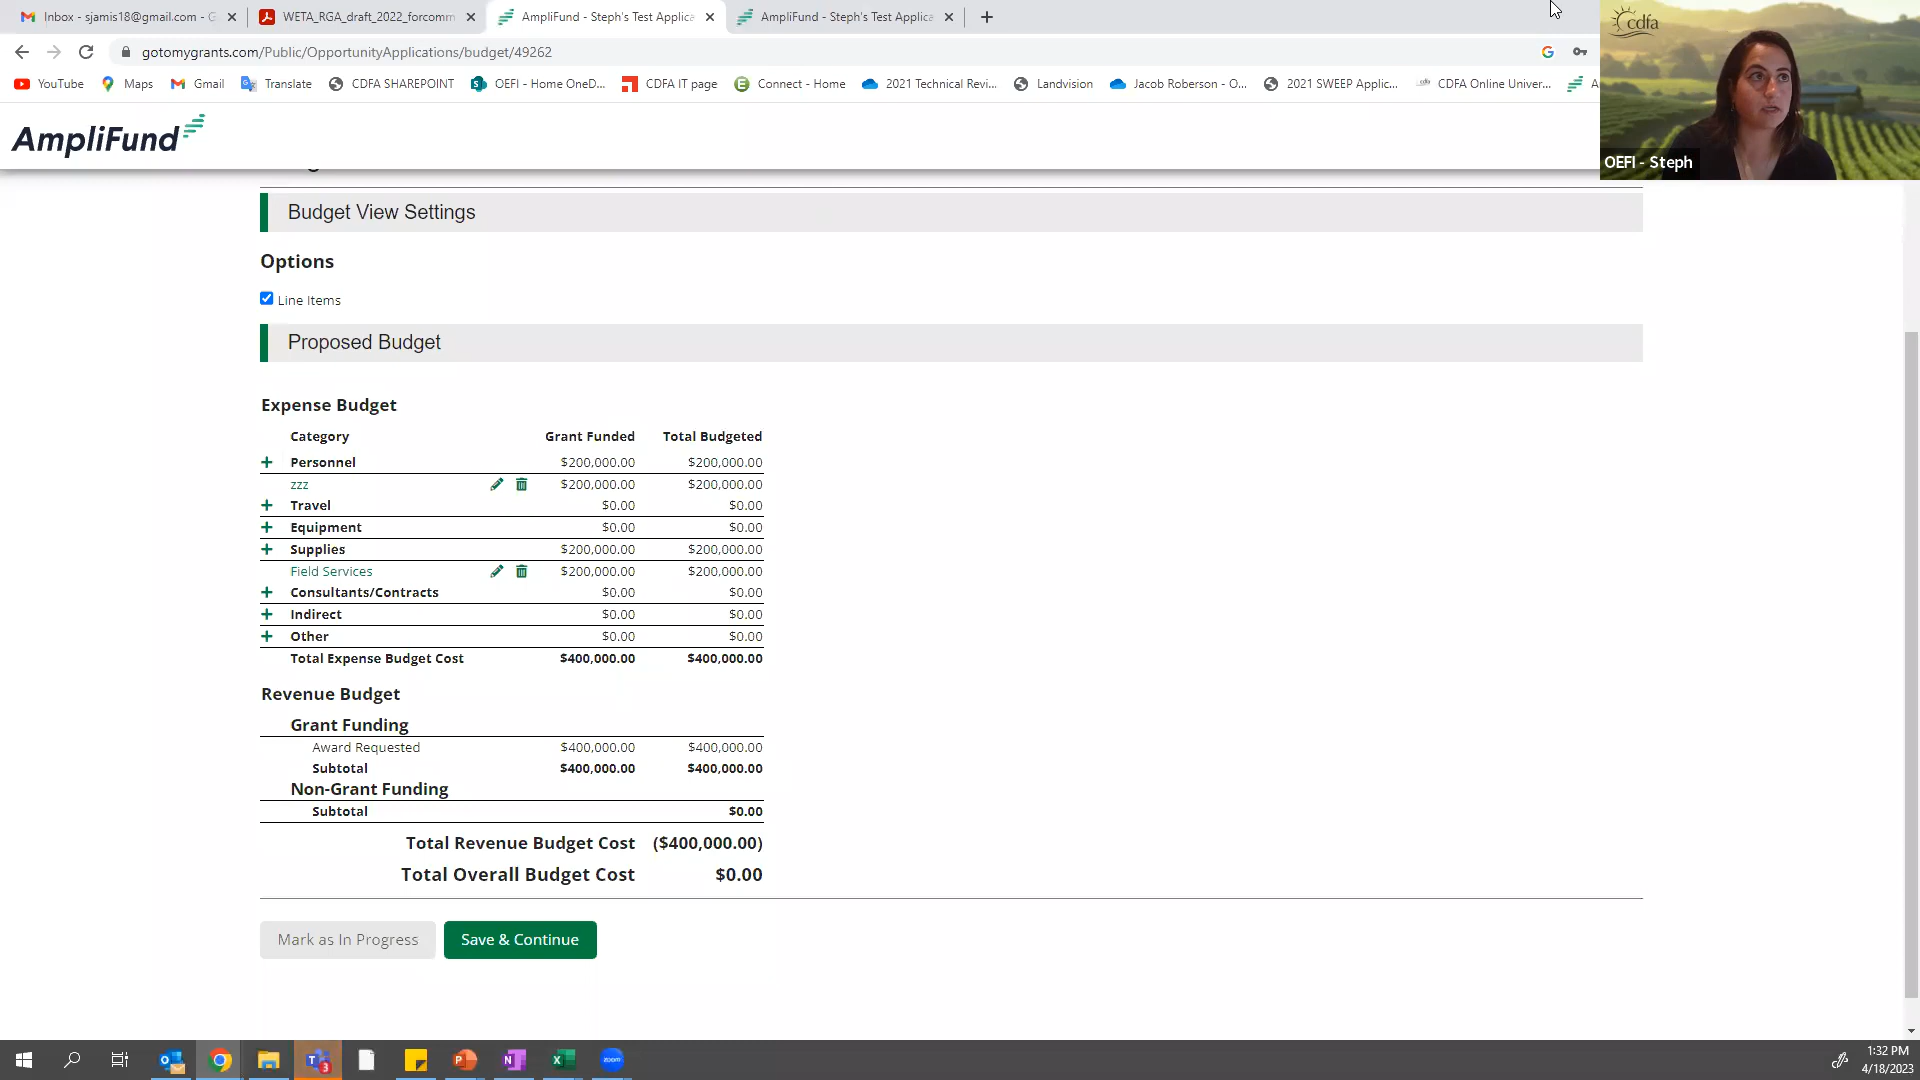 Inbox - sjamis18@gmail.com - G
WETA_RGA_draft_2022_forcomm
AmpliFund - Steph's Test Applica
AmpliFund - Steph's Test Applica
gotomygrants.com/Public/OpportunityApplications/budget/49262
YouTube
Maps
Gmail
Translate
CDFA SHAREPOINT
OEFI - Home OneD...
CDFA IT page
Connect - Home
2021 Technical Revi...
Landvision
Jacob Roberson - O...
2021 SWEEP Applic...
CDFA Online Univer...
cdfa
OEFI - Steph
AmpliFund
Budget View Settings
Options
Line Items
Proposed Budget
Expense Budget
Category Grant Funded Total Budgeted
+ Personnel $200,000.00 $200,000.00
zzz $200,000.00 $200,000.00
+ Travel $0.00 $0.00
+ Equipment $0.00 $0.00
+ Supplies $200,000.00 $200,000.00
Field Services $200,000.00 $200,000.00
+ Consultants/Contracts $0.00 $0.00
+ Indirect $0.00 $0.00
+ Other $0.00 $0.00
Total Expense Budget Cost $400,000.00 $400,000.00
Revenue Budget
Grant Funding
Award Requested $400,000.00 $400,000.00
Subtotal $400,000.00 $400,000.00
Non-Grant Funding
Subtotal $0.00
Total Revenue Budget Cost ($400,000.00)
Total Overall Budget Cost $0.00
Mark as In Progress
Save & Continue
zoom
1:32 PM
4/18/2023